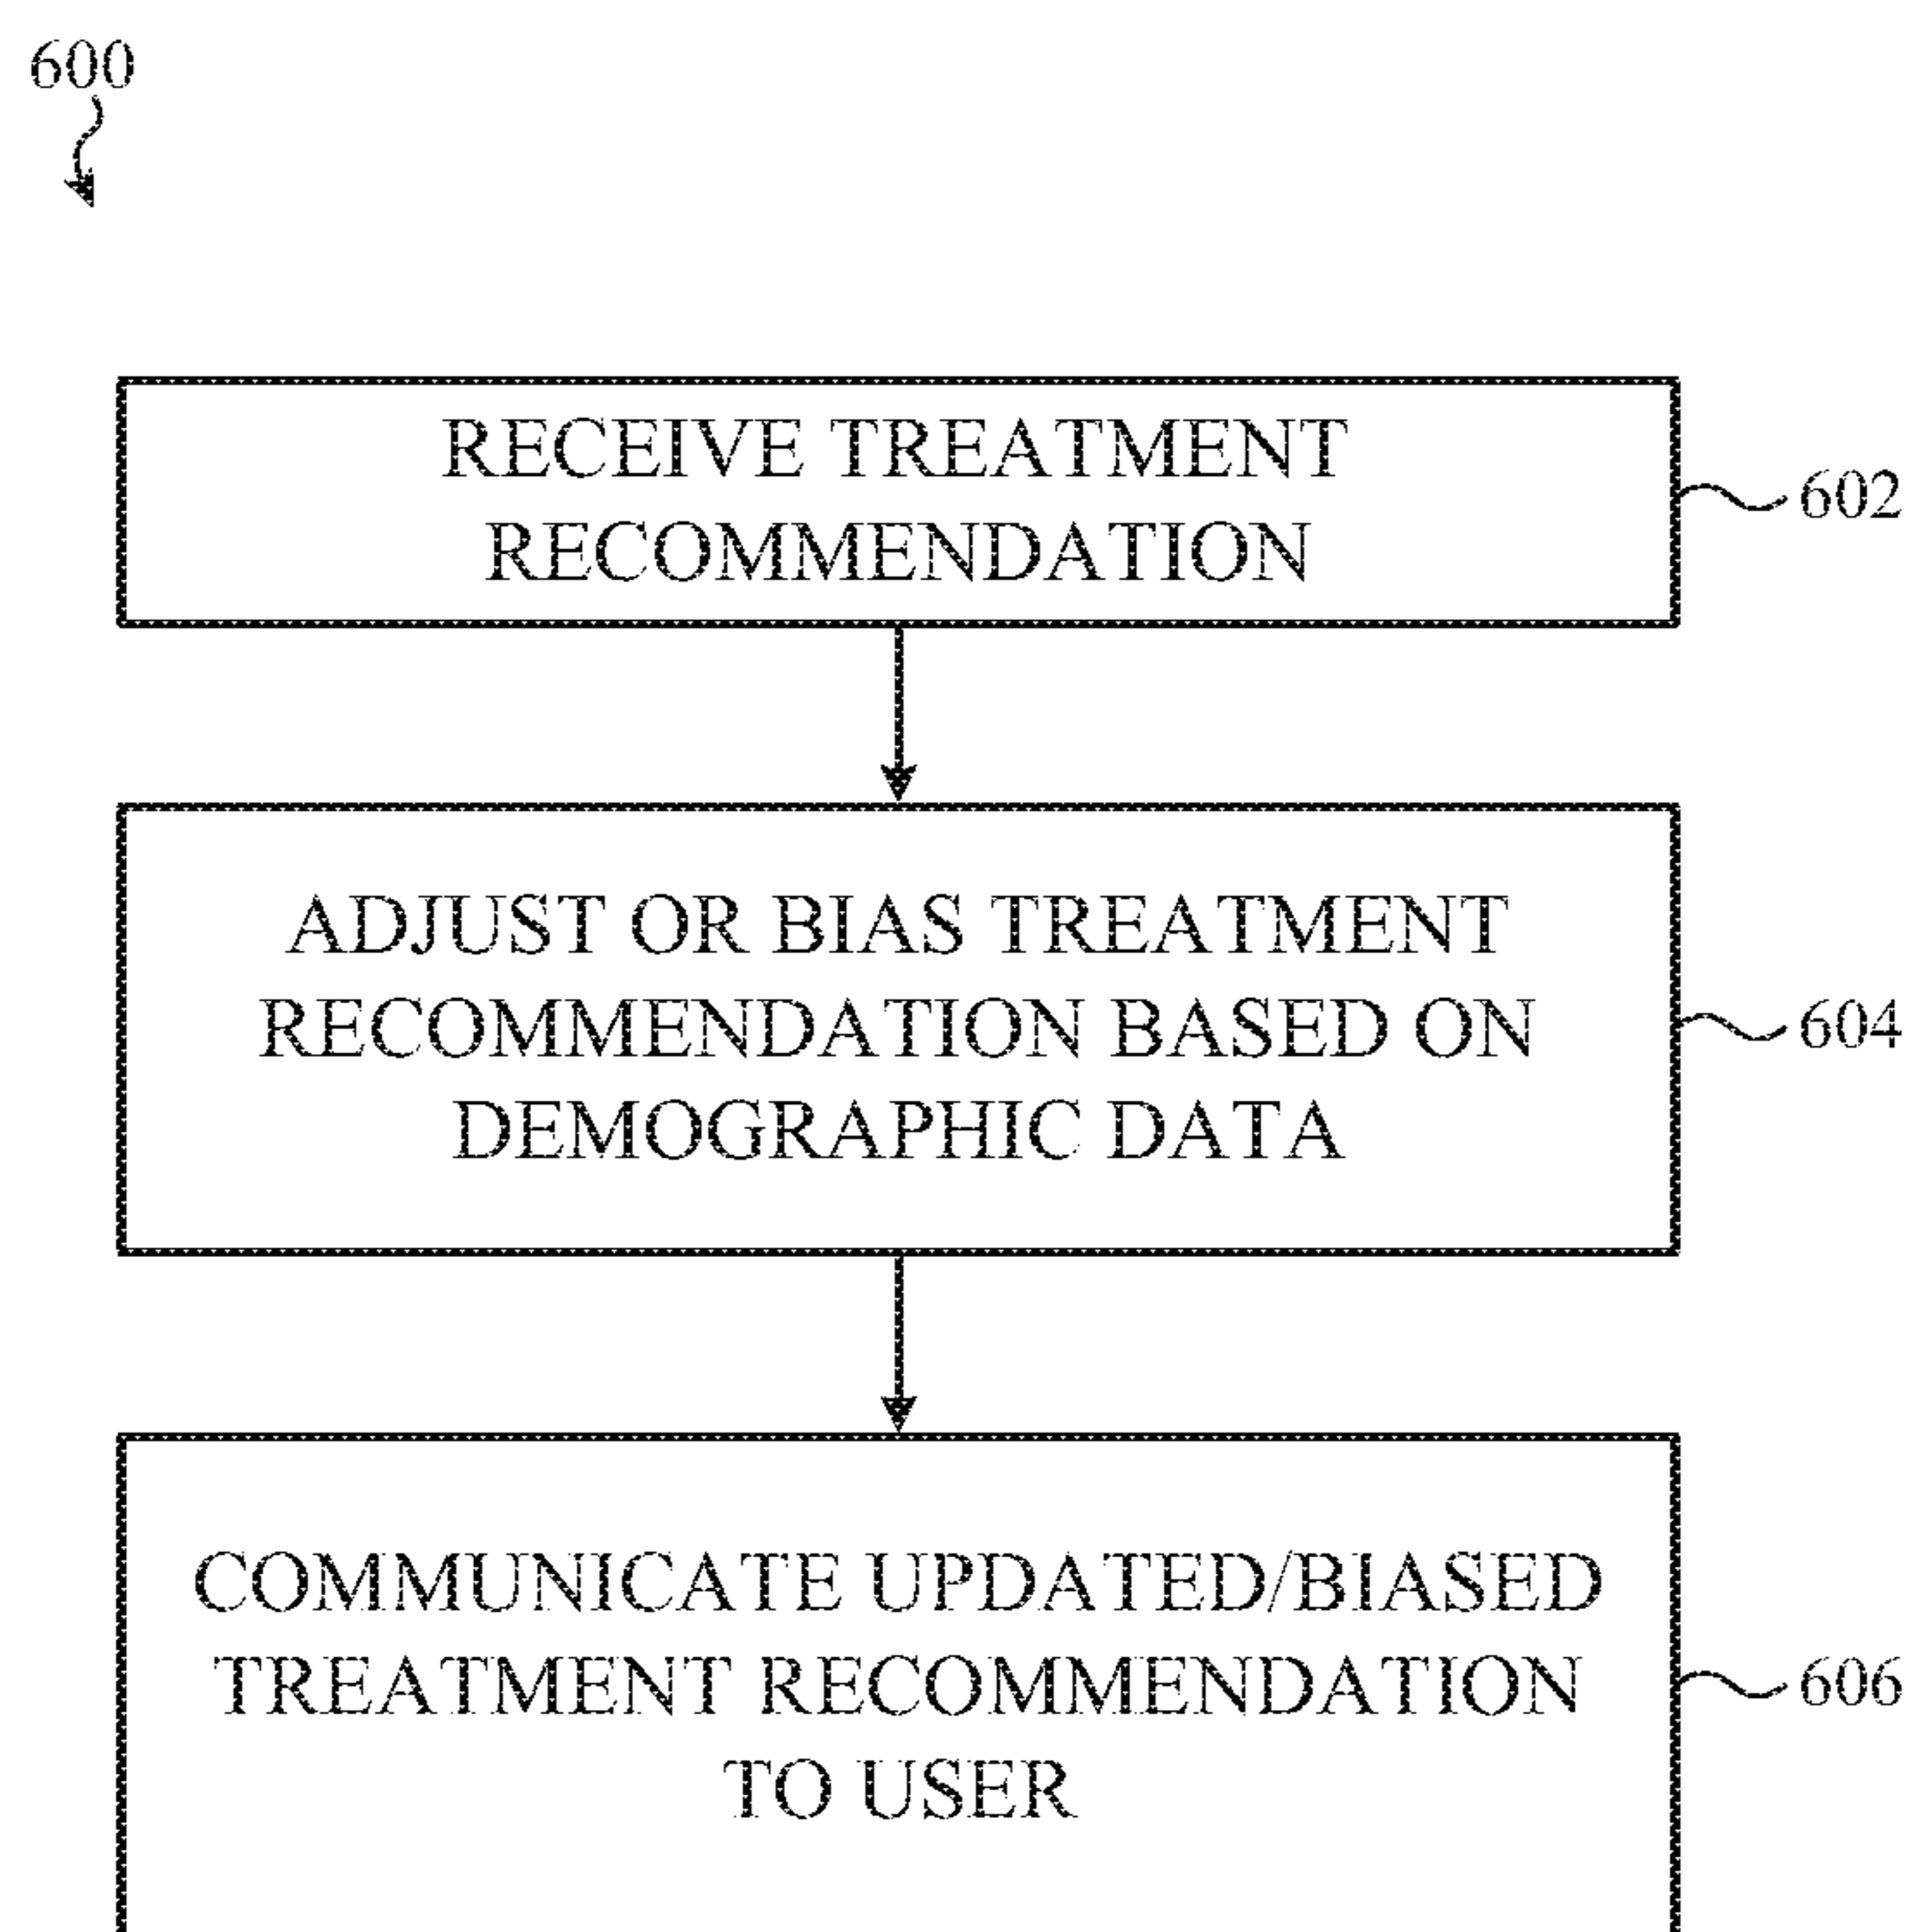 600
RECEIVE TREATMENT
RECOMMENDATION
602
ADJUST OR BIAS TREATMENT
RECOMMENDATION BASED ON
DEMOGRAPHIC DATA
604
COMMUNICATE UPDATED/BIASED
TREATMENT RECOMMENDATION
TO USER
606